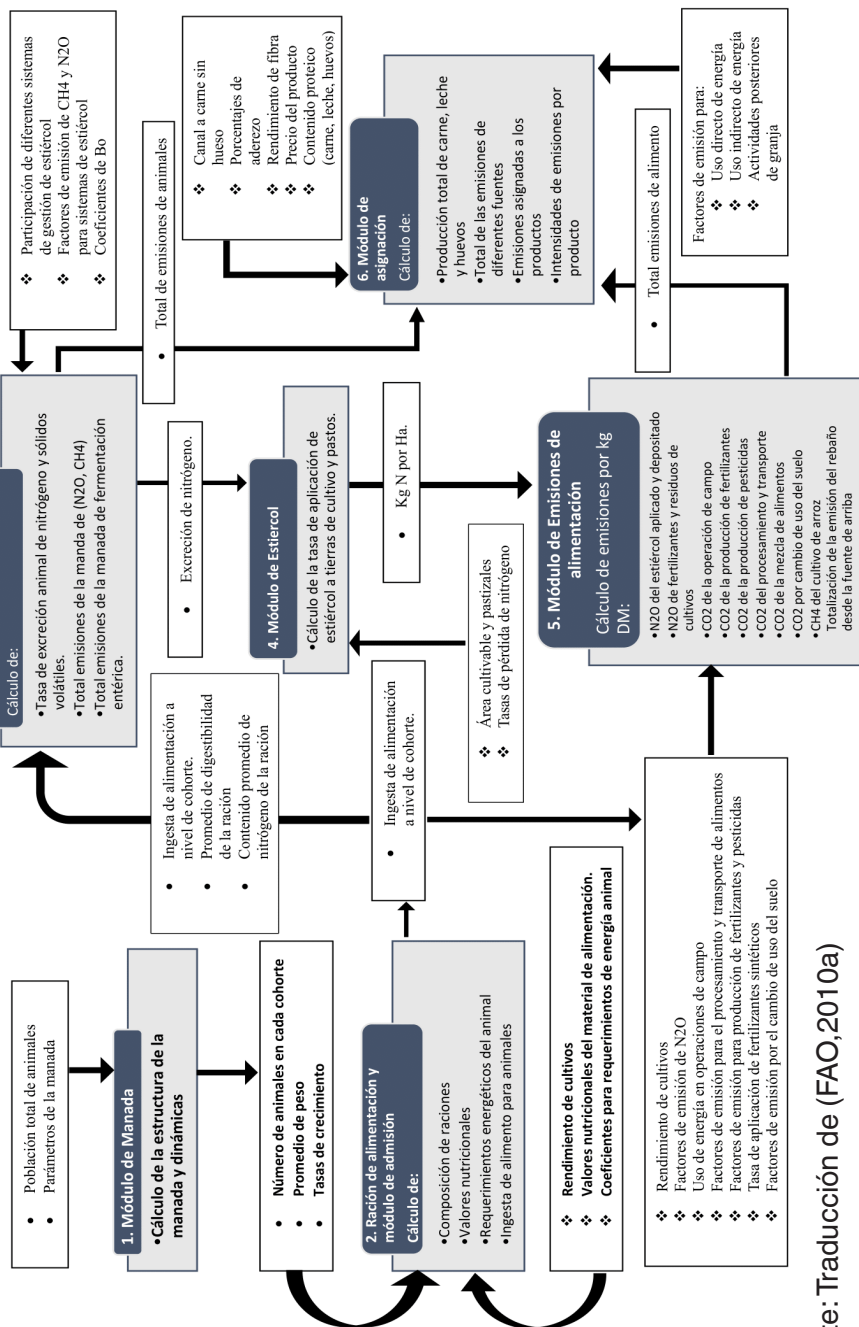 • Población total de animales
• Parámetros de la manada
1. Módulo de Manada
•Cálculo de la estructura de la
manada y dinámicas
• Número de animales en cada cohorte
• Promedio de peso
• Tasas de crecimiento
2. Ración de alimentación y
módulo de admisión
Cálculo de:
•Composición de raciones
•Valores nutricionales
•Requerimientos energéticos del animal
•Ingesta de alimento para animales
❖ Rendimiento de cultivos
❖ Valores nutricionales del material de alimentación.
❖ Coeficientes para requerimientos de energía animal
❖ Rendimiento de cultivos
❖ Factores de emisión de N2O
❖ Uso de energía en operaciones de campo
❖ Factores de emisión para el procesamiento y transporte de alimentos
❖ Factores de emisión para producción de fertilizantes y pesticidas
❖ Tasa de aplicación de fertilizantes sintéticos
❖ Factores de emisión por el cambio de uso del suelo
• Ingesta de alimentación a
nivel de cohorte.
• Promedio de digestibilidad
de la ración
• Contenido promedio de
nitrógeno de la ración
• Ingesta de alimentación
a nivel de cohorte.
Cálculo de:
•Tasa de excreción animal de nitrógeno y sólidos
volátiles.
•Total emisiones de la manda de (N2O, CH4)
•Total emisiones de la manada de fermentación
entérica.
❖ Participación de diferentes sistemas
de gestión de estiércol
❖ Factores de emisión de CH4 y N2O
para sistemas de estiércol
❖ Coeficientes de Bo
• Excreción de nitrógeno.
• Total de emisiones de animales
4. Módulo de Estiercol
•Cálculo de la tasa de aplicación de
estiércol a tierras de cultivo y pastos.
❖ Área cultivable y pastizales
❖ Tasas de pérdida de nitrógeno
• Kg N por Ha.
5. Módulo de Emisiones de
alimentación
Cálculo de emisiones por kg
DM:
•N2O del estiércol aplicado y depositado
•N2O de fertilizantes y residuos de
cultivos
•CO2 de la operación de campo
•CO2 de la producción de fertilizantes
•CO2 de la producción de pesticidas
•CO2 del procesamiento y transporte
•CO2 de la mezcla de alimentos
•CO2 por cambio de uso del suelo
•CH4 del cultivo de arroz
Totalización de la emisión del rebaño
desde la fuente de arriba
❖ Canal a carne sin
hueso
❖ Porcentajes de
aderezo
❖ Rendimiento de fibra
❖ Precio del producto
❖ Contenido proteico
(carne, leche, huevos)
6. Módulo de
asignación
Cálculo de:
•Producción total de carne, leche
y huevos
•Total de las emisiones de
diferentes fuentes
•Emisiones asignadas a los
productos
•Intensidades de emisiones por
producto
• Total emisiones de alimento
Factores de emisión para:
❖ Uso directo de energía
❖ Uso indirecto de energía
❖ Actividades posteriores
de granja
te: Traducción de (FAO,2010a)